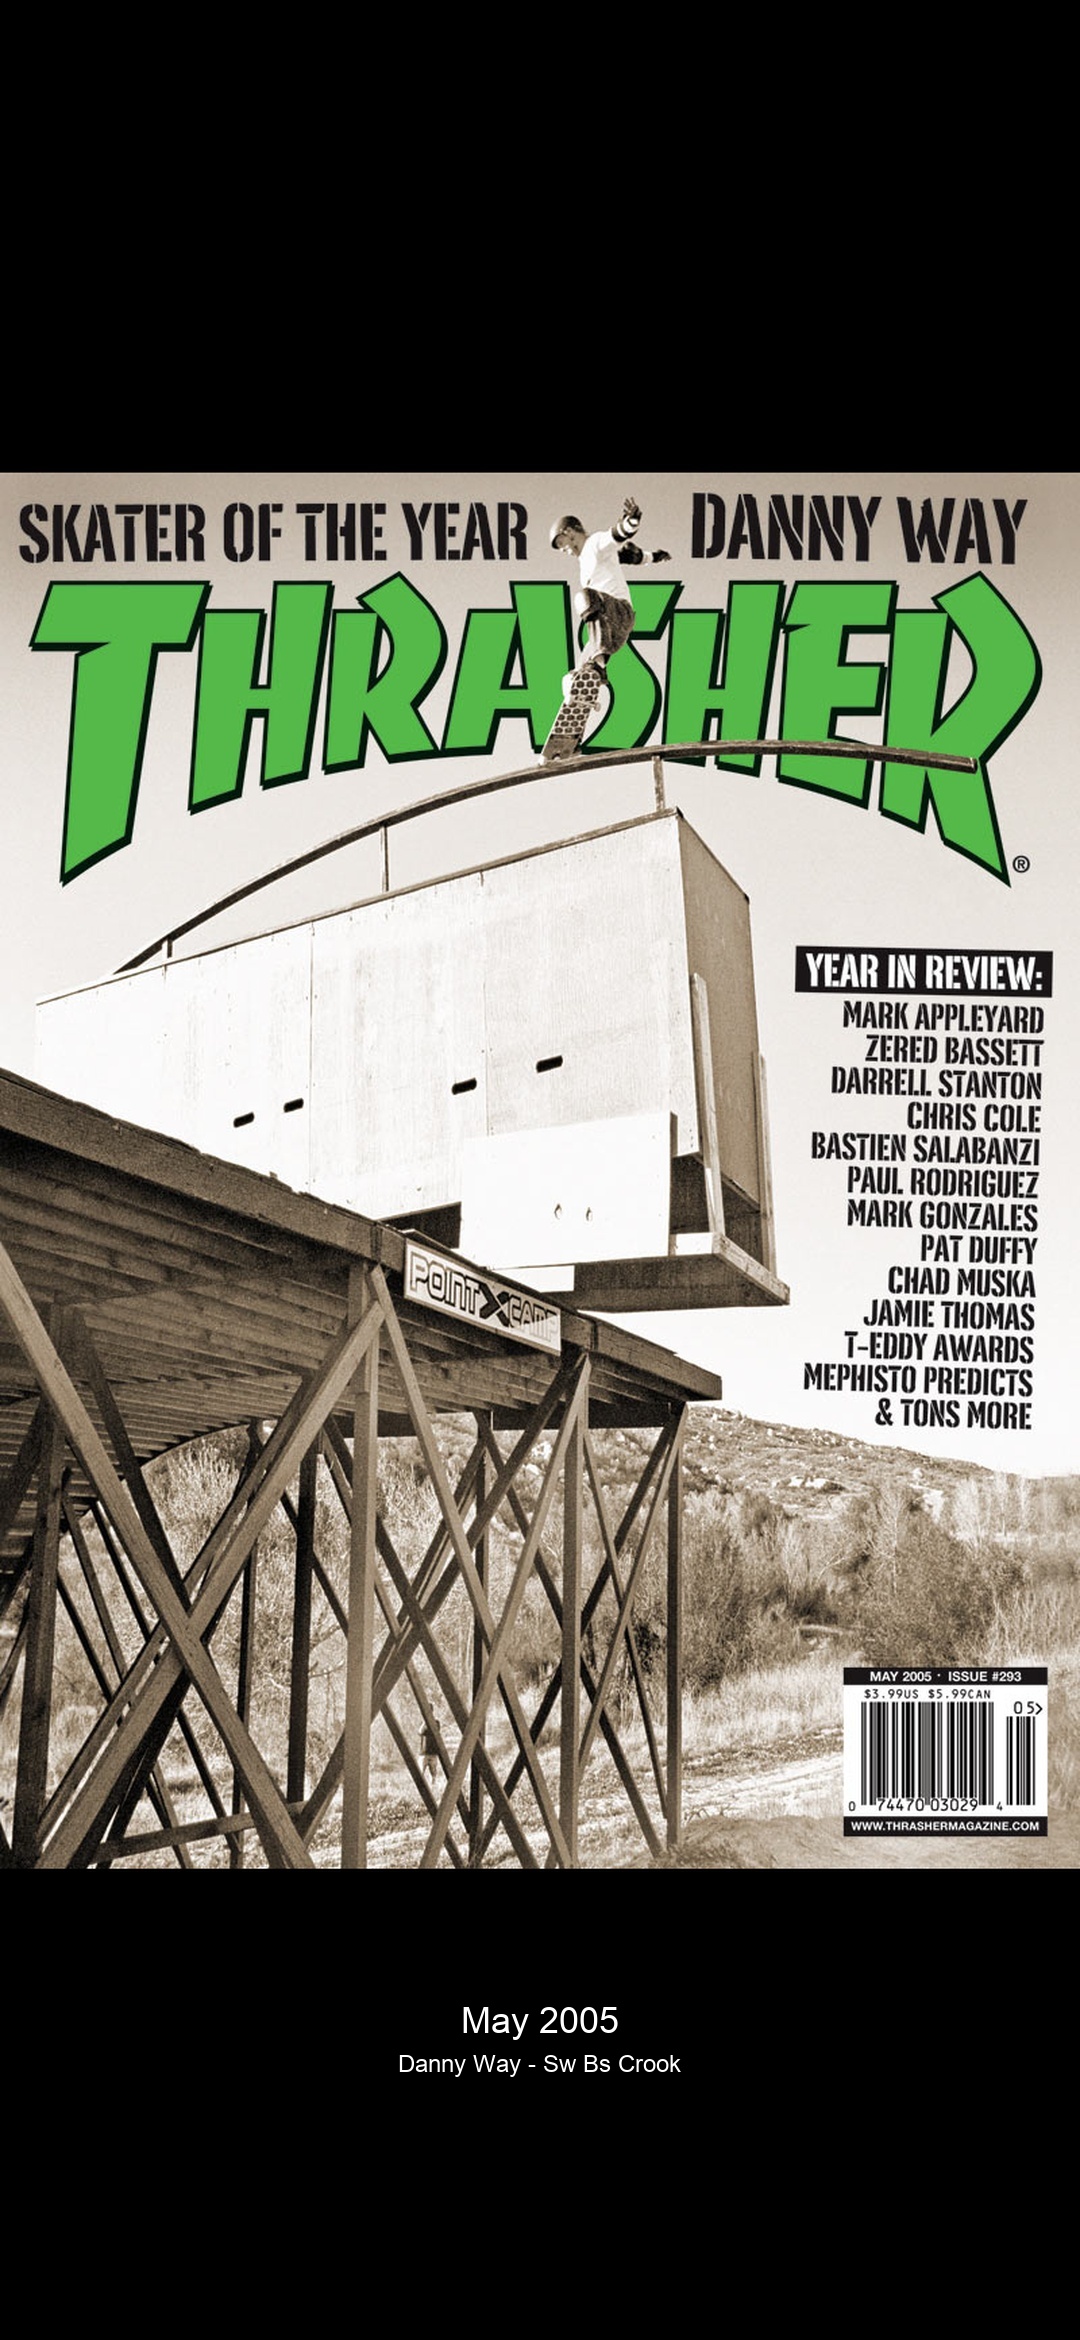 SKATER OF THE YEAR DANNY WAY
THRASHER®
YEAR IN REVIEW:
MARK APPLEYARD
ZERED BASSETT
DARRELL STANTON
CHRIS COLE
BASTIEN SALABANZI
PAUL RODRIGUEZ
MARK GONZALES
PAT DUFFY
CHAD MUSKA
JAMIE THOMAS
T-EDDY AWARDS
MEPHISTO PREDICTS
& TONS MORE
POINT X CAMP
MAY 2005 · ISSUE #293
$3.99US $5.99CAN
05>
0 74470 03029 4
WWW.THRASHERMAGAZINE.COM
May 2005
Danny Way - Sw Bs Crook